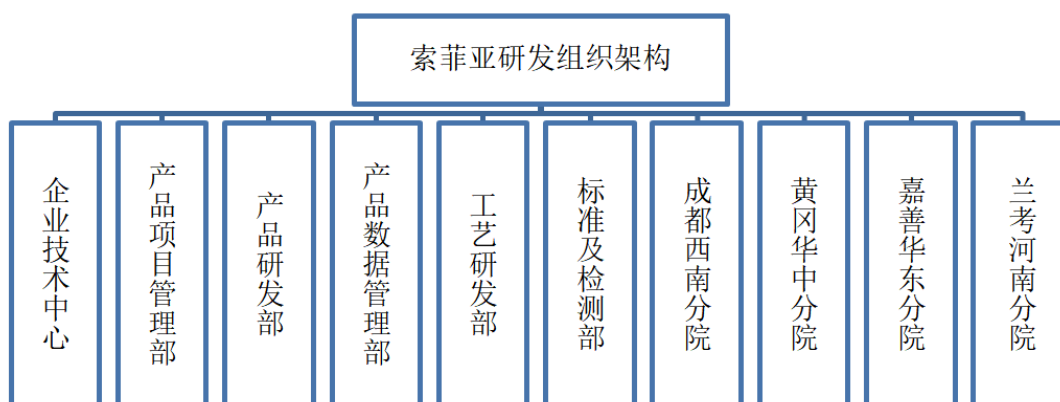 索菲亚研发组织架构
企业技术中心
产品项目管理部
产品研发部
产品数据管理部
工艺研发部
标准及检测部
成都西南分院
黄冈华中分院
嘉善华东分院
兰考河南分院